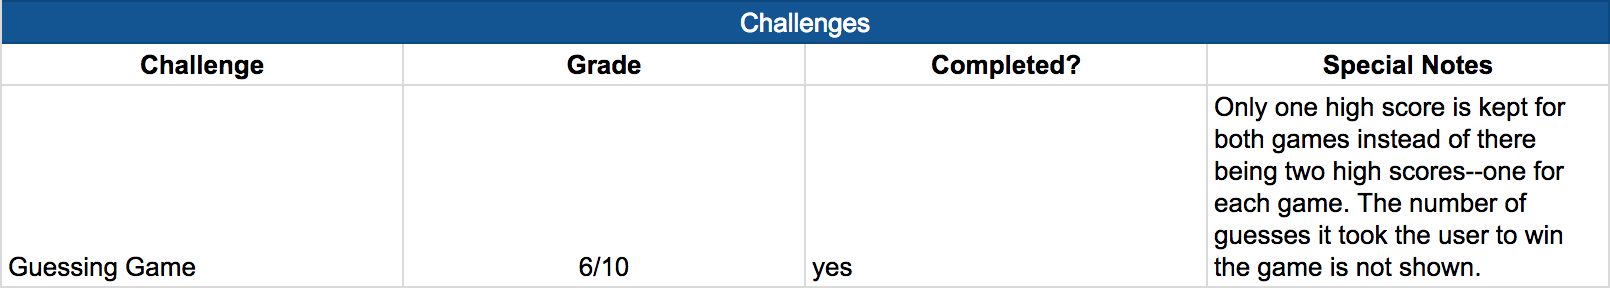 Challenges
Challenge Grade Completed? Special Notes
Only one high score is kept for
both games instead of there
being two high scores--one for
each game. The number of
guesses it took the user to win
Guessing Game 6/10 yes the game is not shown.